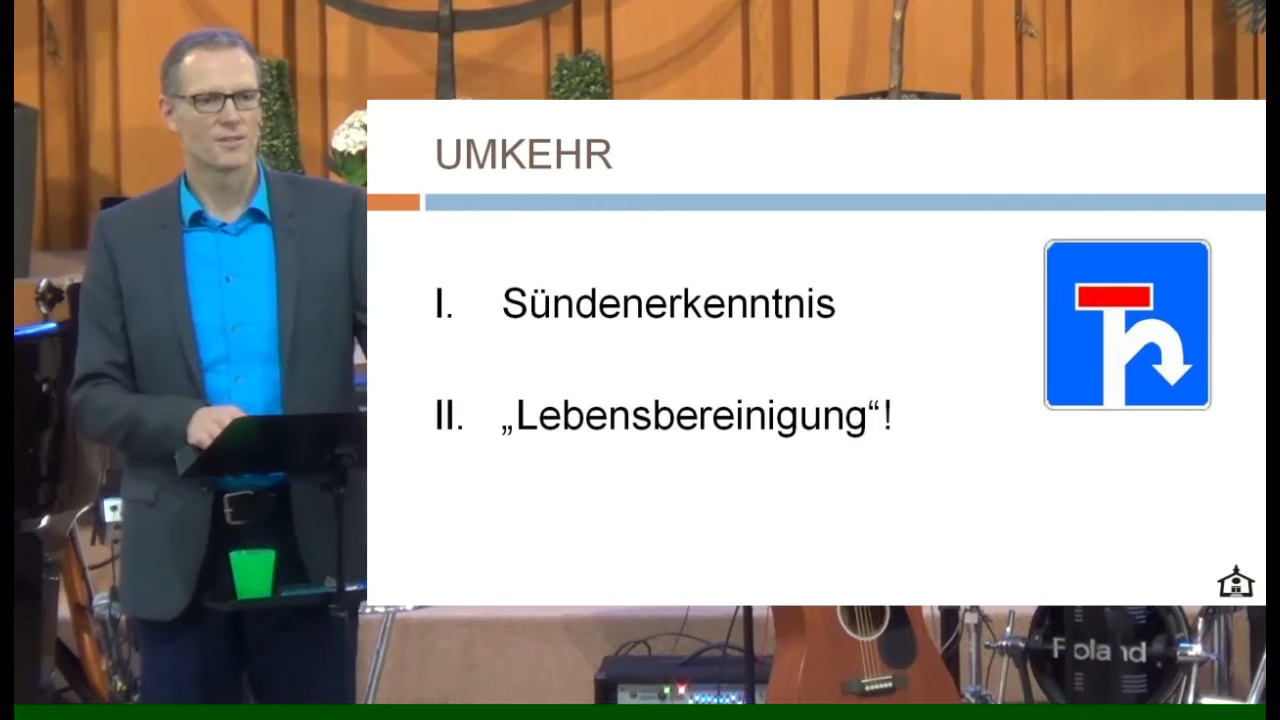 UMKEHR
I. Sündenerkenntnis
II. „Lebensbereinigung“!
Roland